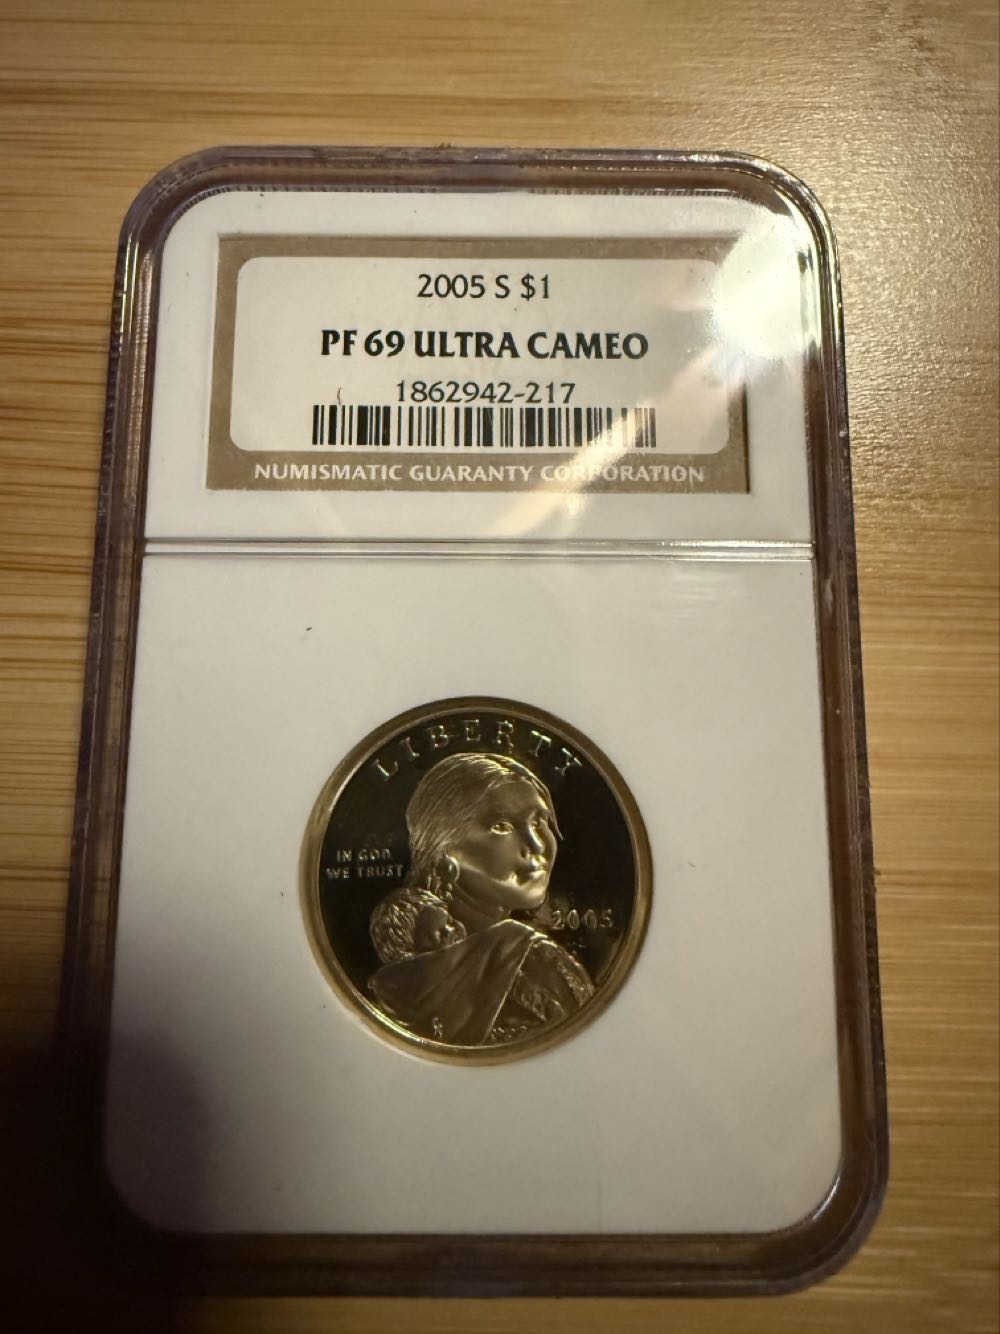 2005 S $1
PF 69 ULTRA CAMEO
1862942-217
NUMISMATIC GUARANTY CORPORATION
LIBERTY
IN GOD
WE TRUST
2005